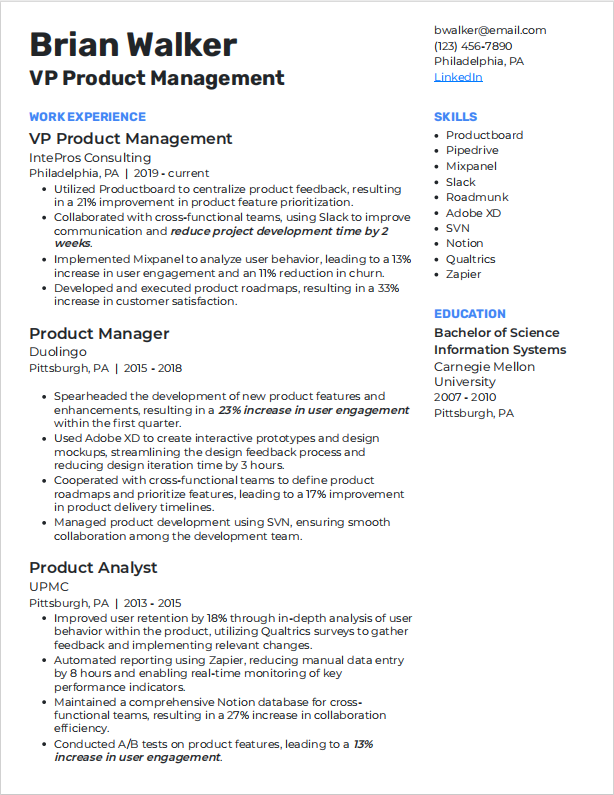 Brian Walker
VP Product Management
bwalker@email.com
(123) 456-7890
Philadelphia, PA
LinkedIn
WORK EXPERIENCE
VP Product Management
IntePros Consulting
Philadelphia, PA | 2019 - current
• Utilized Productboard to centralize product feedback, resulting
in a 21% improvement in product feature prioritization.
• Collaborated with cross-functional teams, using Slack to improve
communication and reduce project development time by 2
weeks.
• Implemented Mixpanel to analyze user behavior, leading to a 13%
increase in user engagement and an 11% reduction in churn.
• Developed and executed product roadmaps, resulting in a 33%
increase in customer satisfaction.
Product Manager
Duolingo
Pittsburgh, PA | 2015 - 2018
• Spearheaded the development of new product features and
enhancements, resulting in a 23% increase in user engagement
within the first quarter.
• Used Adobe XD to create interactive prototypes and design
mockups, streamlining the design feedback process and
reducing design iteration time by 3 hours.
• Cooperated with cross-functional teams to define product
roadmaps and prioritize features, leading to a 17% improvement
in product delivery timelines.
• Managed product development using SVN, ensuring smooth
collaboration among the development team.
Product Analyst
UPMC
Pittsburgh, PA | 2013 - 2015
• Improved user retention by 18% through in-depth analysis of user
behavior within the product, utilizing Qualtrics surveys to gather
feedback and implementing relevant changes.
• Automated reporting using Zapier, reducing manual data entry
by 8 hours and enabling real-time monitoring of key
performance indicators.
• Maintained a comprehensive Notion database for cross-
functional teams, resulting in a 27% increase in collaboration
efficiency.
• Conducted A/B tests on product features, leading to a 13%
increase in user engagement.
SKILLS
• Productboard
• Pipedrive
• Mixpanel
• Slack
• Roadmunk
• Adobe XD
• SVN
• Notion
• Qualtrics
• Zapier
EDUCATION
Bachelor of Science
Information Systems
Carnegie Mellon
University
2007 - 2010
Pittsburgh, PA